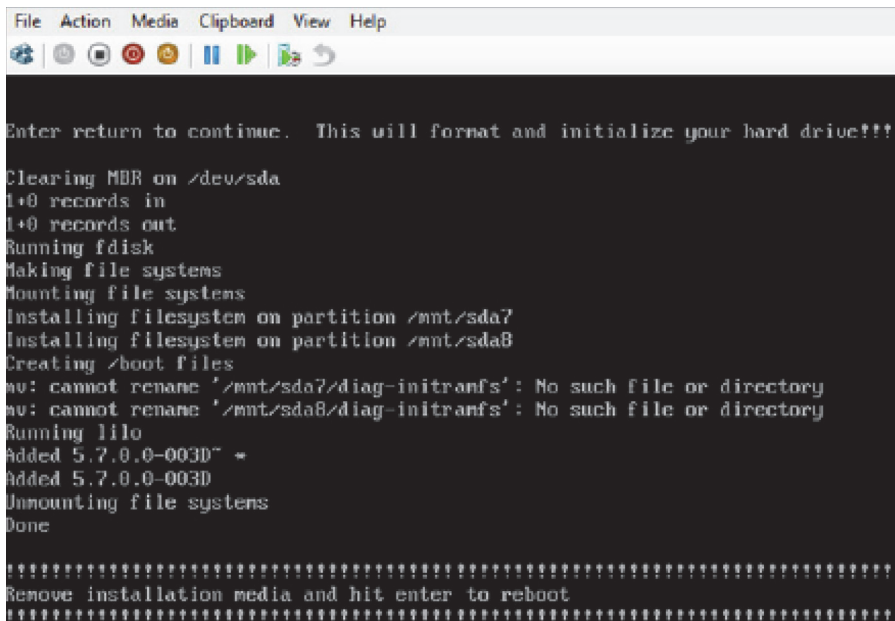 File Action Media Clipboard View Help
Enter return to continue.  This will format and initialize your hard drive!!!
Clearing MBR on /dev/sda
1+0 records in
1+0 records out
Running fdisk
Making file systems
Mounting file systems
Installing filesystem on partition /mnt/sda7
Installing filesystem on partition /mnt/sda8
Creating /boot files
mv: cannot rename '/mnt/sda7/diag-initramfs': No such file or directory
mv: cannot rename '/mnt/sda8/diag-initramfs': No such file or directory
Running lilo
Added 5.7.0.0-003D~ *
Added 5.7.0.0-003D
Unmounting file systems
Done
!!!!!!!!!!!!!!!!!!!!!!!!!!!!!!!!!!!!!!!!!!!!!!!!!!!!!!!!!!!!!!!!!!!!!!!!!!!!!
Remove installation media and hit enter to reboot
!!!!!!!!!!!!!!!!!!!!!!!!!!!!!!!!!!!!!!!!!!!!!!!!!!!!!!!!!!!!!!!!!!!!!!!!!!!!!